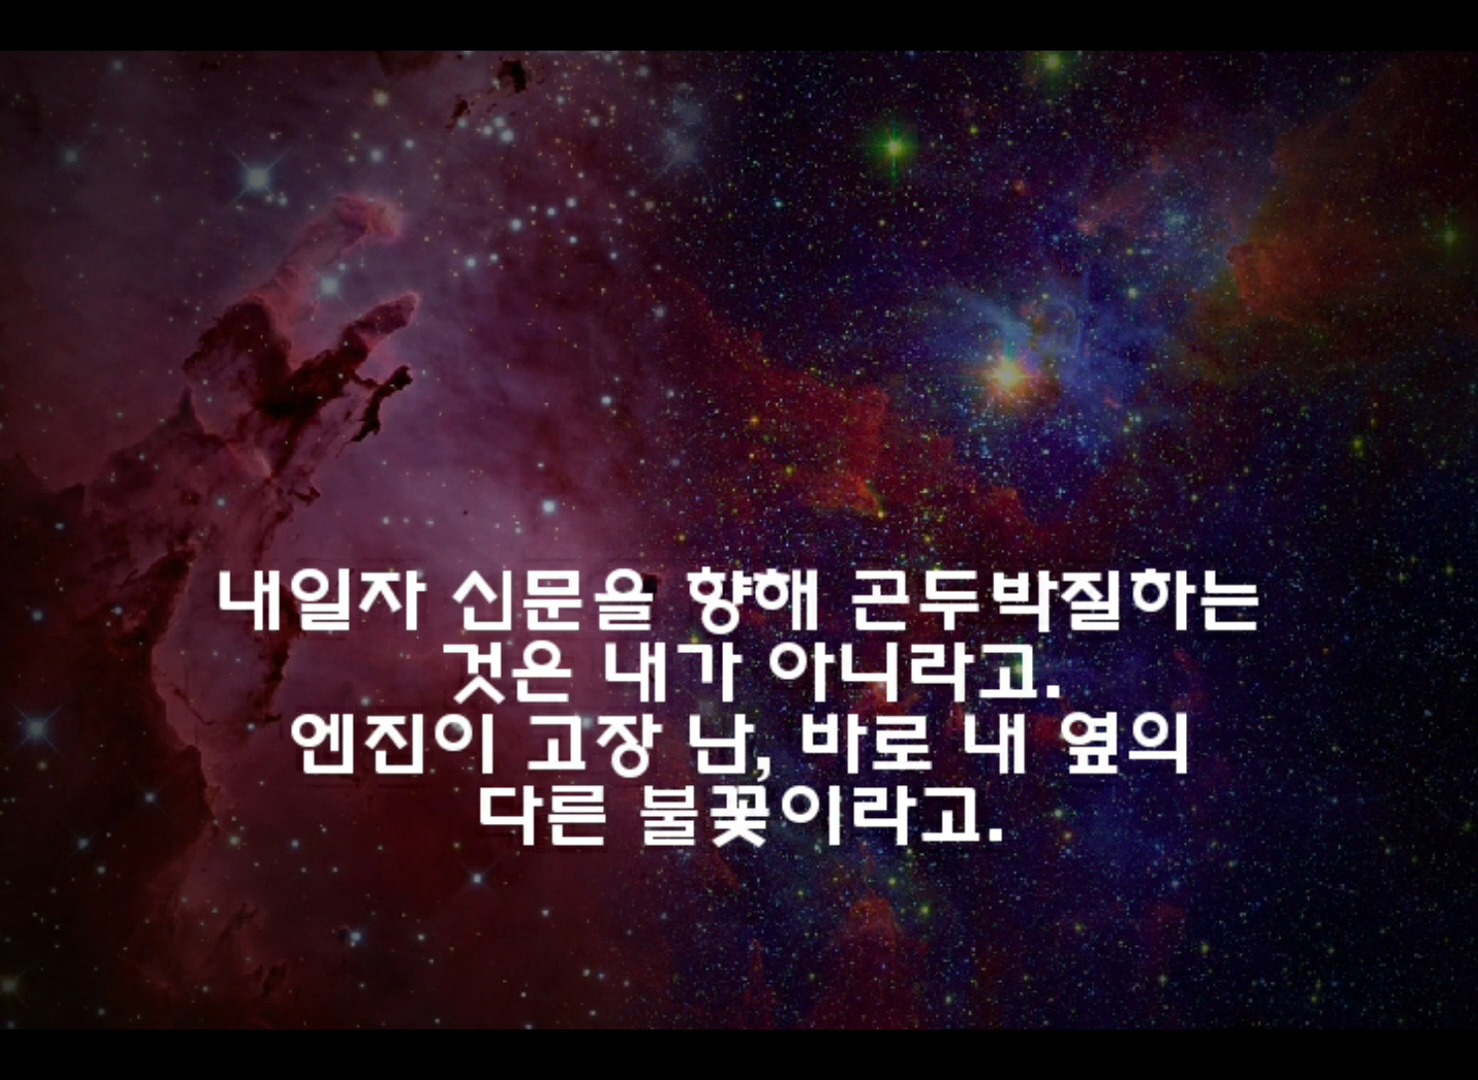 내일자 신문을 향해 곤두박질하는
것은 내가 아니라고.
엔진이 고장 난, 바로 내 옆의
다른 불꽃이라고.